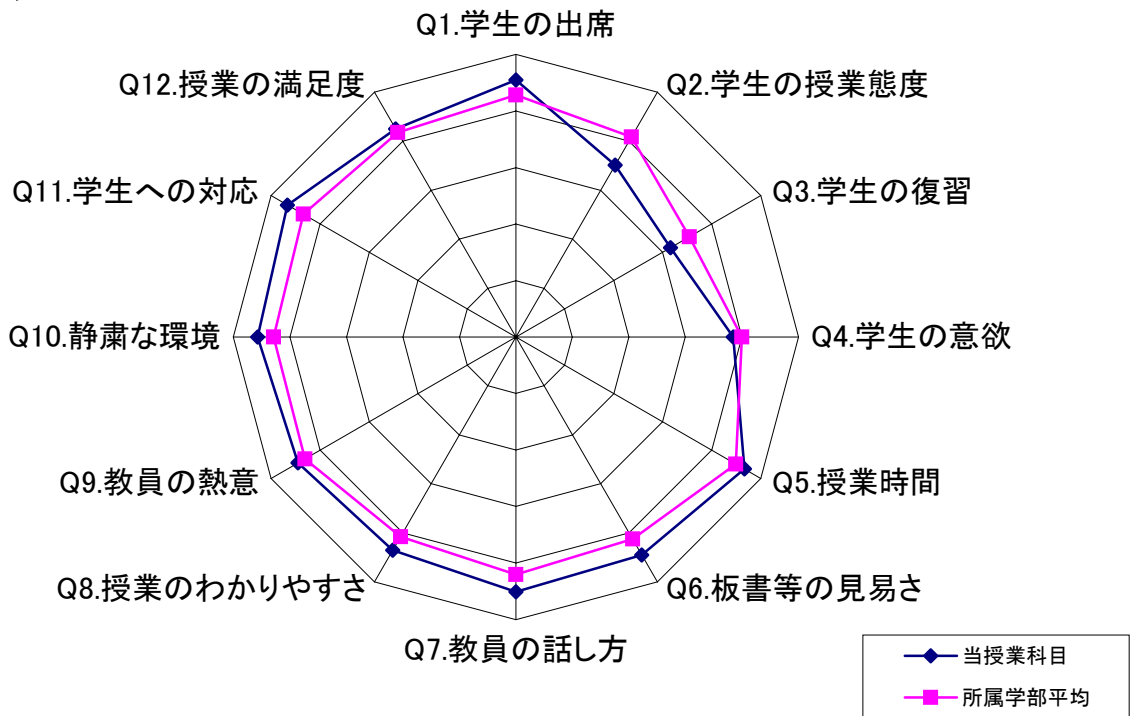 Q1.学生の出席
Q2.学生の授業態度
Q3.学生の復習
Q4.学生の意欲
Q5.授業時間
Q6.板書等の見易さ
Q7.教員の話し方
Q8.授業のわかりやすさ
Q9.教員の熱意
Q10.静粛な環境
Q11.学生への対応
Q12.授業の満足度
当授業科目
所属学部平均